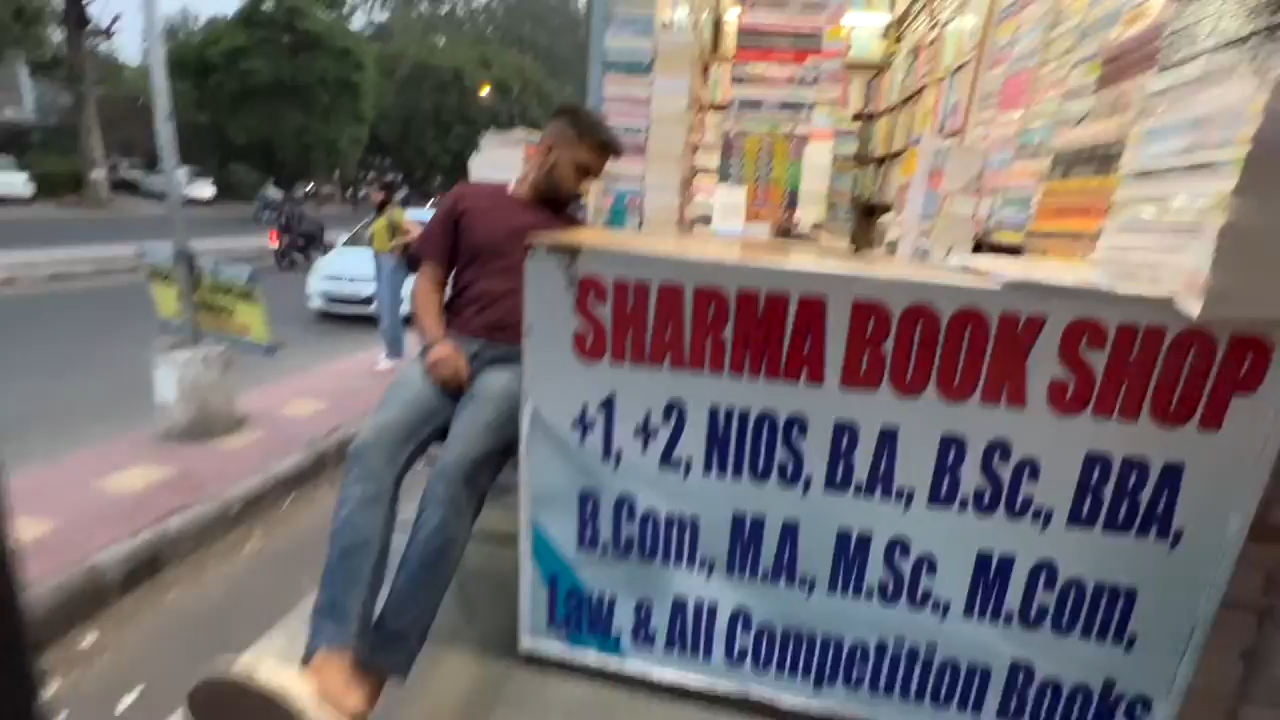 SHARMA BOOK SHOP
+1, +2, NIOS, B.A., B.Sc., BBA,
B.Com., M.A., M.Sc., M.Com,
Law, & All Competition Books